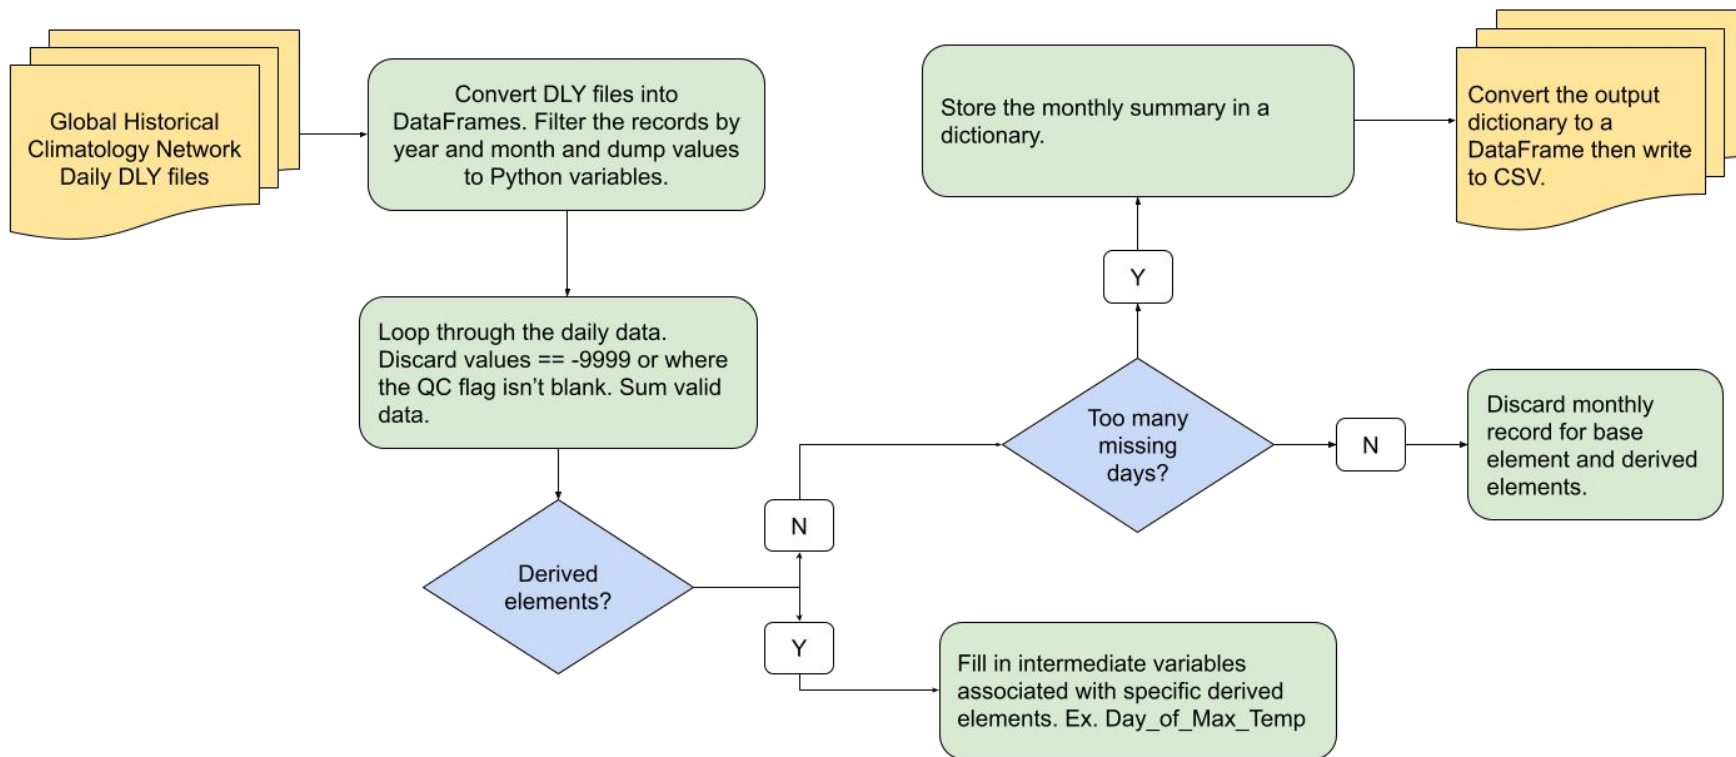 Global Historical
Climatology Network
Daily DLY files
Convert DLY files into
DataFrames. Filter the records by
year and month and dump values
to Python variables.
Loop through the daily data.
Discard values == -9999 or where
the QC flag isn’t blank. Sum valid
data.
Derived
elements?
N
Y
Fill in intermediate variables
associated with specific derived
elements. Ex. Day_of_Max_Temp
Too many
missing
days?
Y
N
Store the monthly summary in a
dictionary.
Convert the output
dictionary to a
DataFrame then write
to CSV.
Discard monthly
record for base
element and derived
elements.